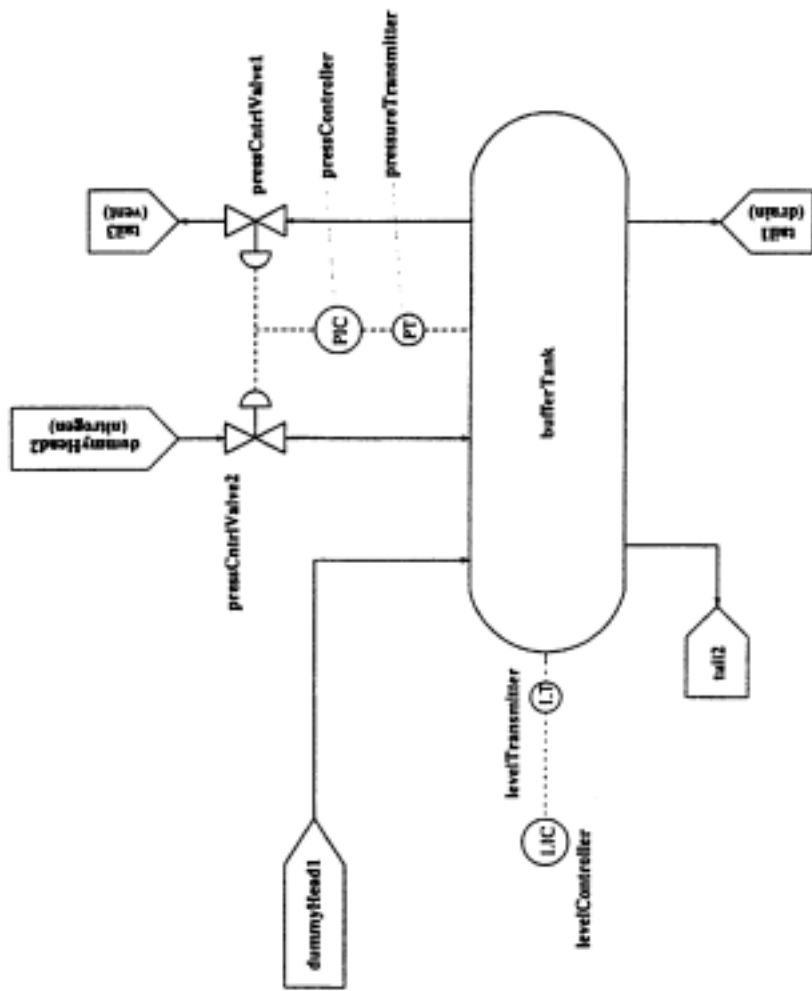 tail3
(vent)
pressCntrlValve1
pressController
pressureTransmitter
dummyHead2
(nitrogen)
pressCntrlValve2
PIC
PT
tail1
(drain)
bufferTank
dummyHead1
levelTransmitter
LT
LIC
levelController
tail2